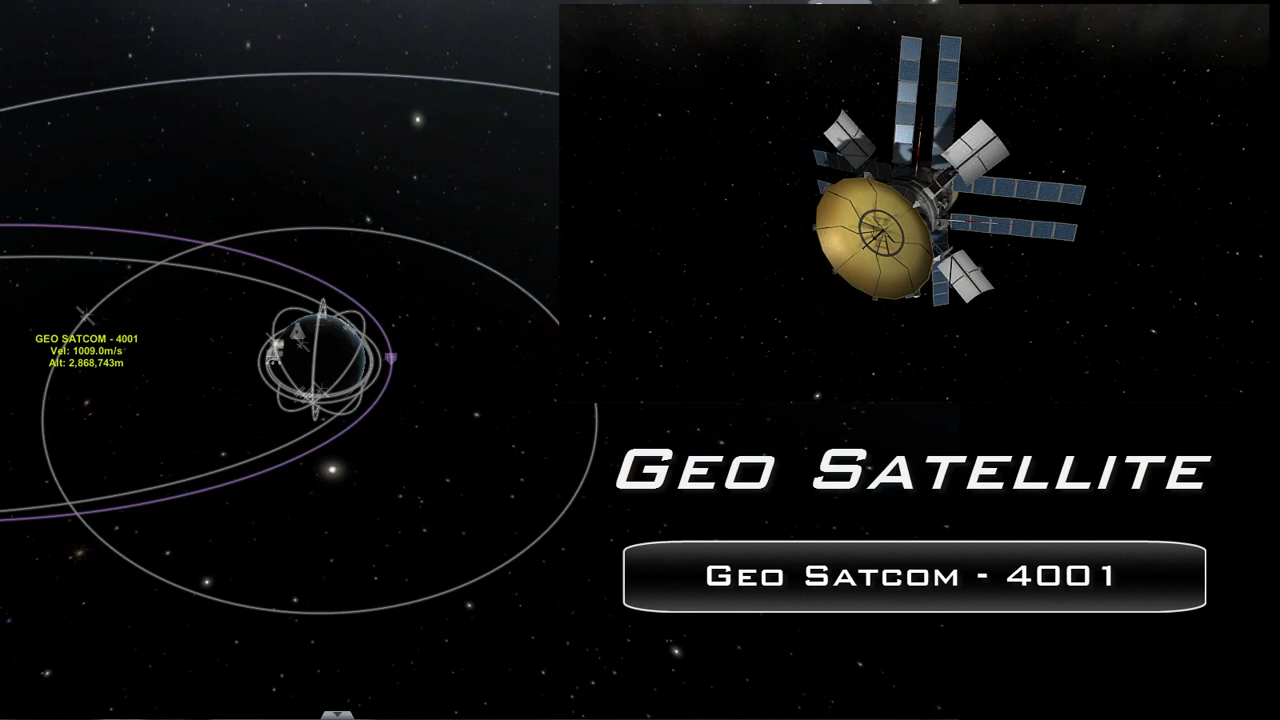 GEO SATCOM - 4001
Vel: 1009.0m/s
Alt: 2,868,743m
Geo Satellite
Geo Satcom - 4001